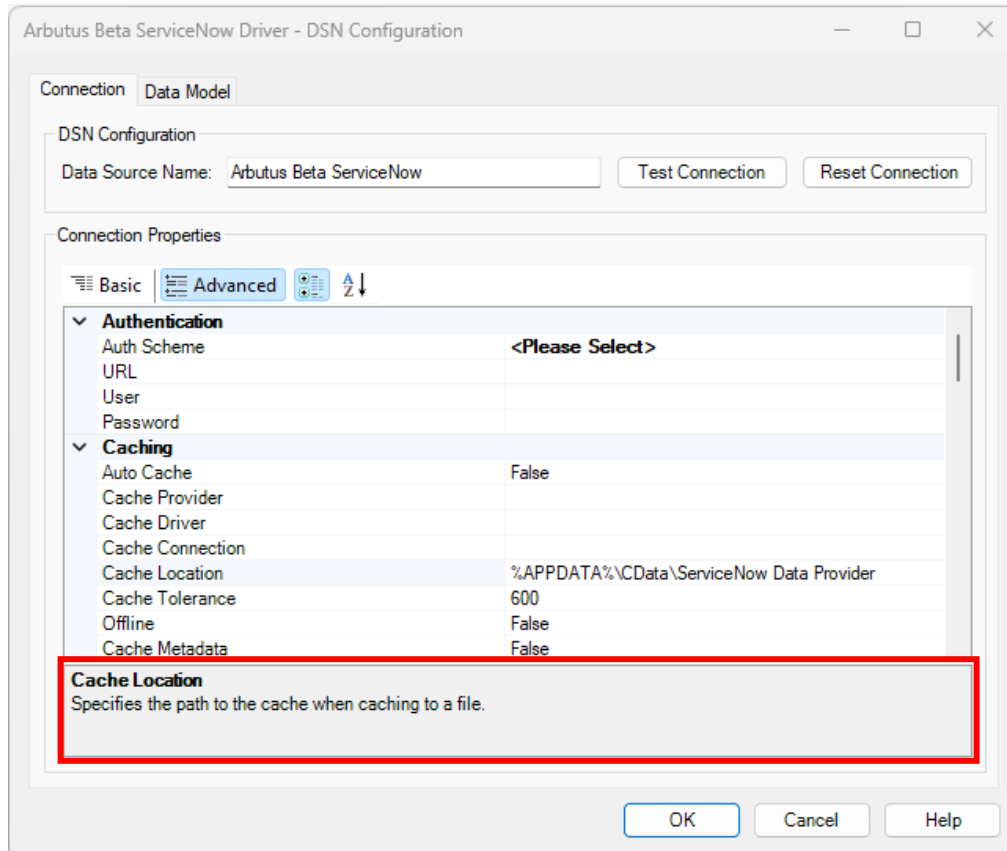 Arbutus Beta ServiceNow Driver - DSN Configuration
Connection Data Model
DSN Configuration
Data Source Name: Arbutus Beta ServiceNow Test Connection Reset Connection
Connection Properties
Basic Advanced
Authentication
Auth Scheme <Please Select>
URL
User
Password
Caching
Auto Cache False
Cache Provider
Cache Driver
Cache Connection
Cache Location %APPDATA%\CData\ServiceNow Data Provider
Cache Tolerance 600
Offline False
Cache Metadata False
Cache Location
Specifies the path to the cache when caching to a file.
OK Cancel Help